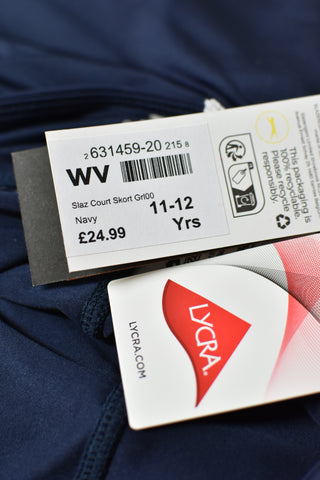 2 631459-20 215 8
WV
Slaz Court Skort Grl00
Navy
11-12
Yrs
£24.99
This packaging is
100% recyclable.
Please recycle
responsibly.
LYCRA®
LYCRA.COM